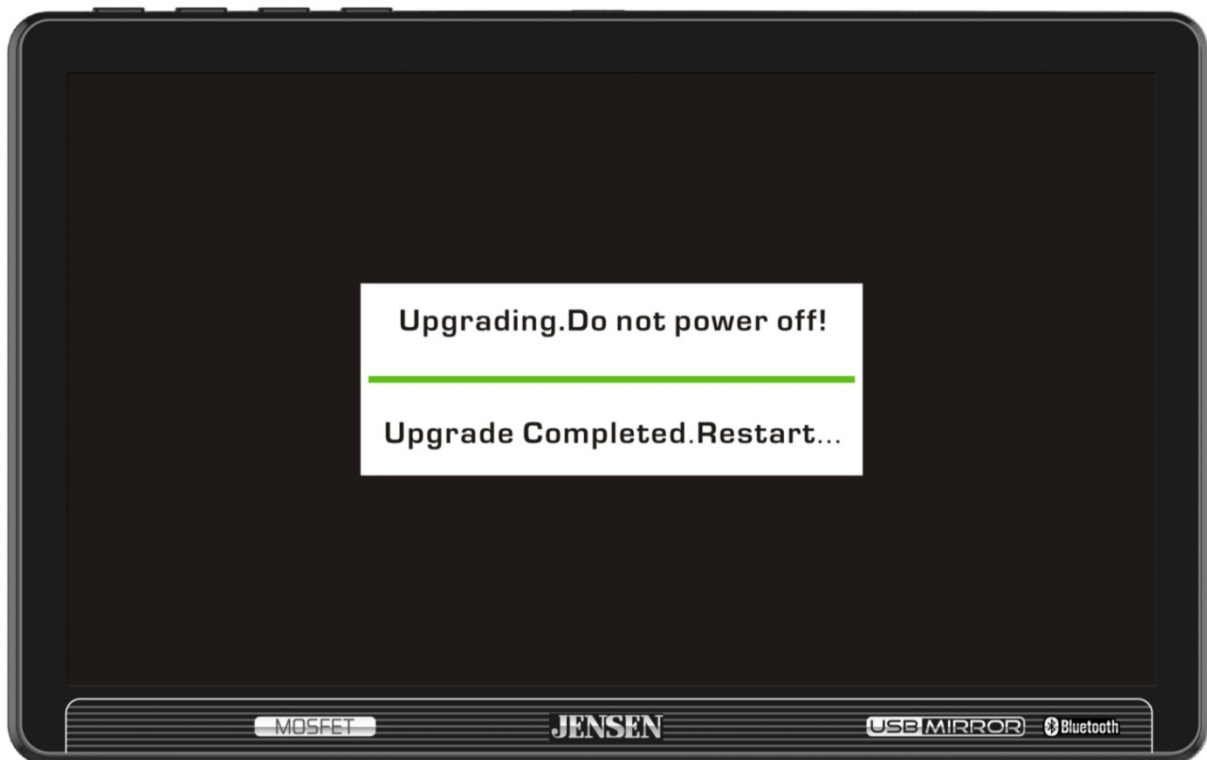 Upgrading.Do not power off!
Upgrade Completed.Restart...
MOSFET JENSEN USB MIRROR Bluetooth